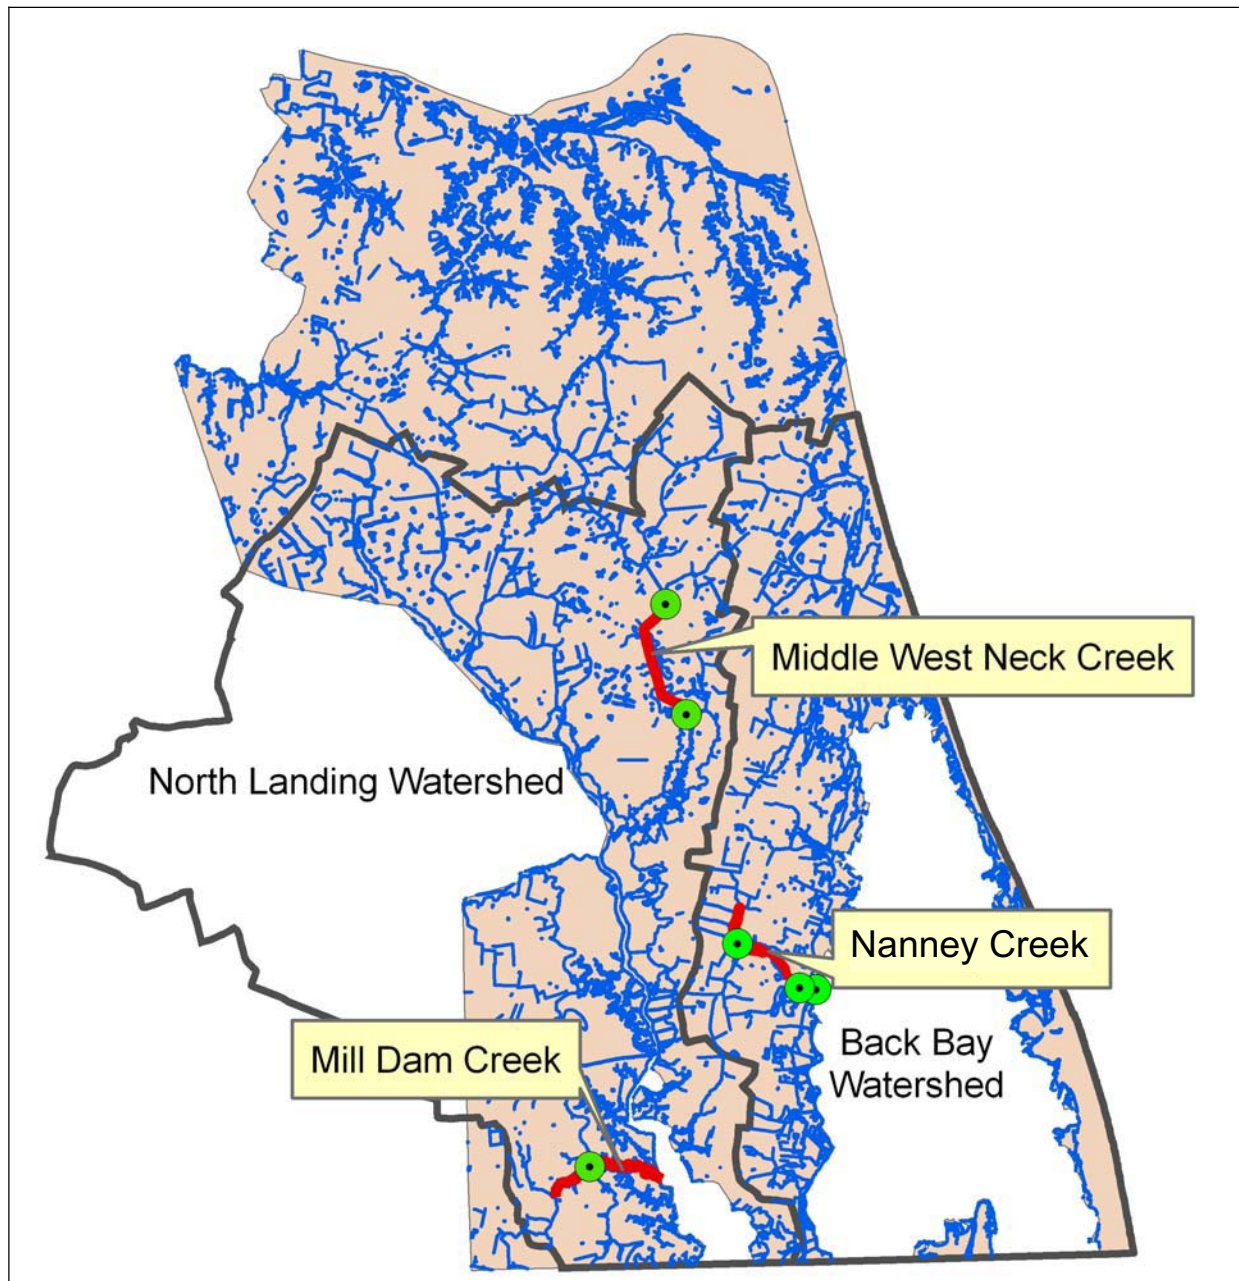 Middle West Neck Creek
North Landing Watershed
Nanney Creek
Back Bay
Watershed
Mill Dam Creek